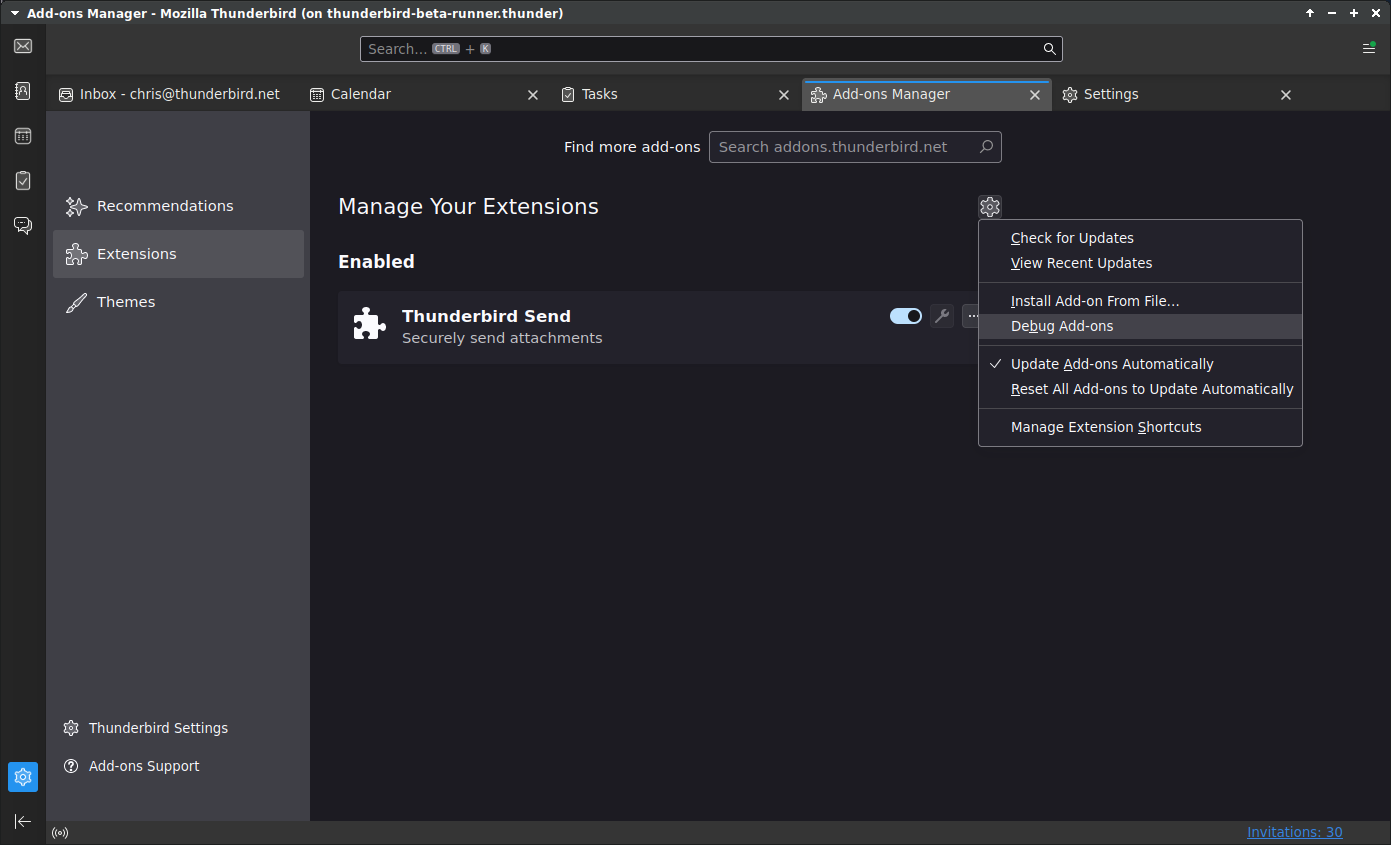 Add-ons Manager - Mozilla Thunderbird (on thunderbird-beta-runner.thunder)
Search... CTRL + K
Inbox - chris@thunderbird.net
Calendar
Tasks
Add-ons Manager
Settings
Find more add-ons
Search addons.thunderbird.net
Recommendations
Extensions
Themes
Manage Your Extensions
Enabled
Thunderbird Send
Securely send attachments
Check for Updates
View Recent Updates
Install Add-on From File...
Debug Add-ons
Update Add-ons Automatically
Reset All Add-ons to Update Automatically
Manage Extension Shortcuts
Thunderbird Settings
Add-ons Support
Invitations: 30